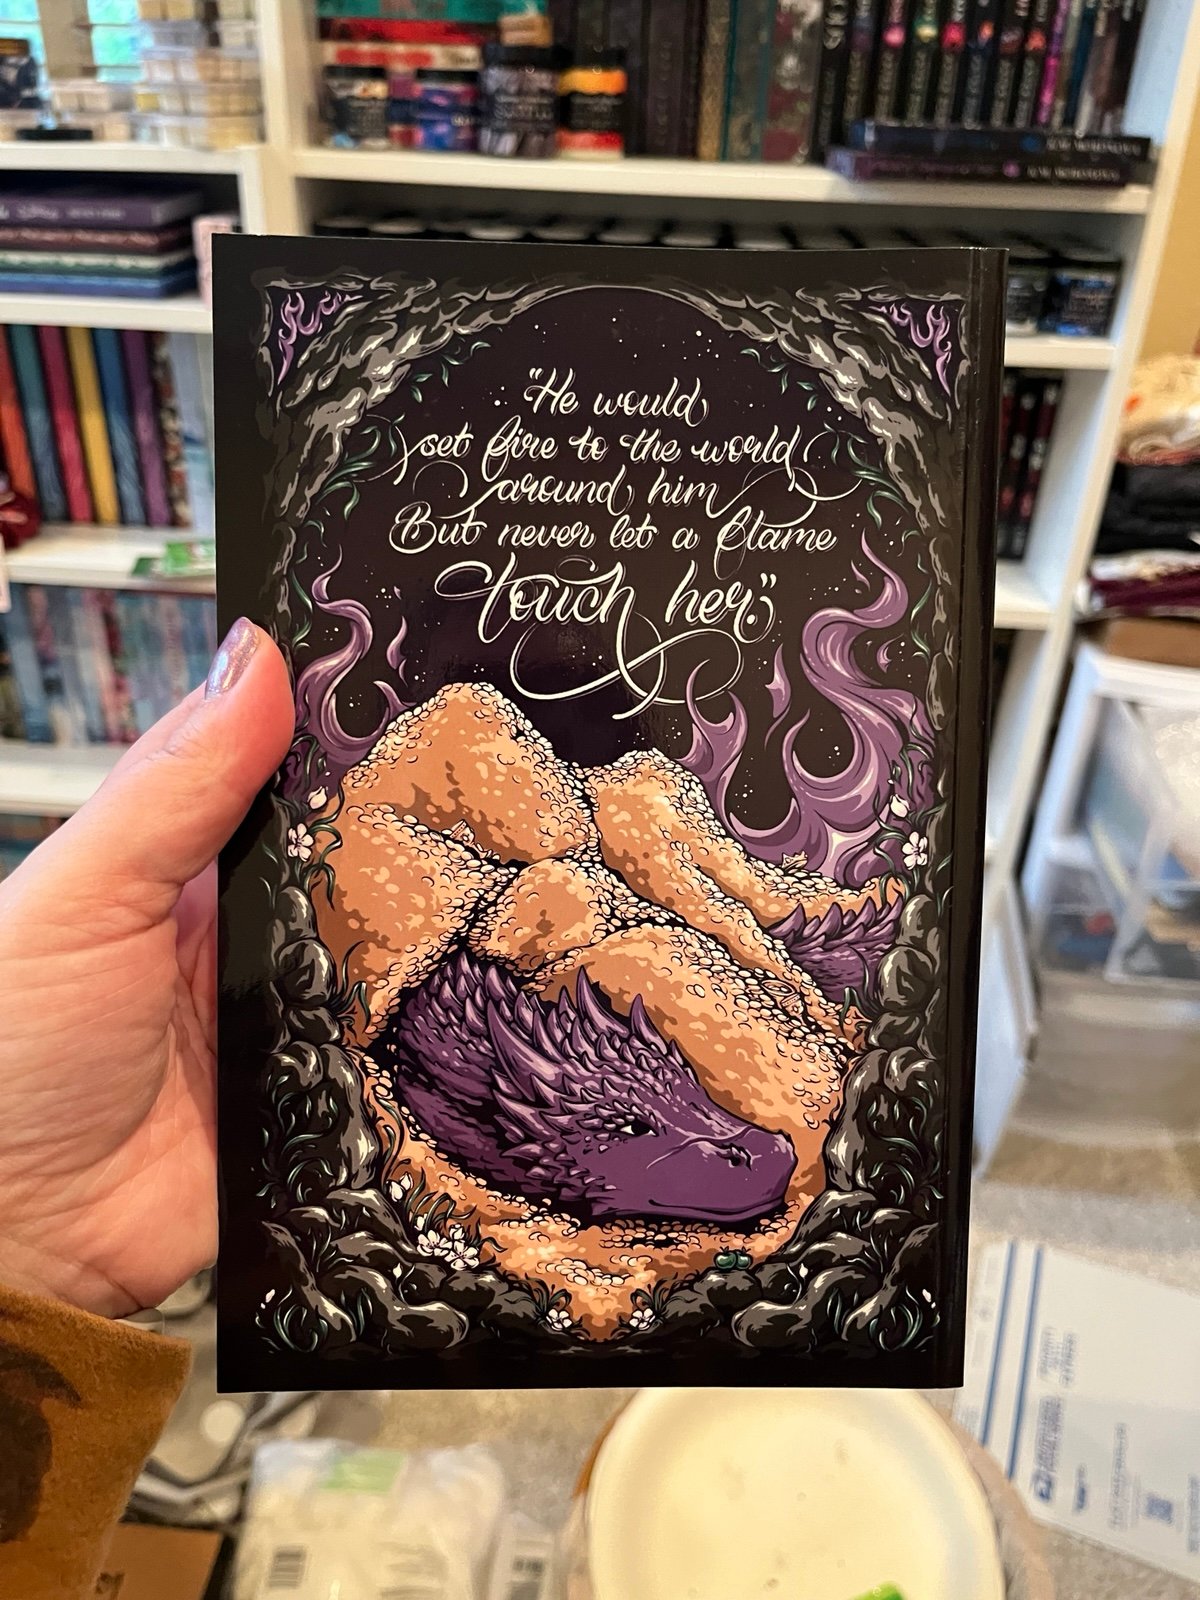 "He would
set fire to the world
around him
But never let a flame
touch her."